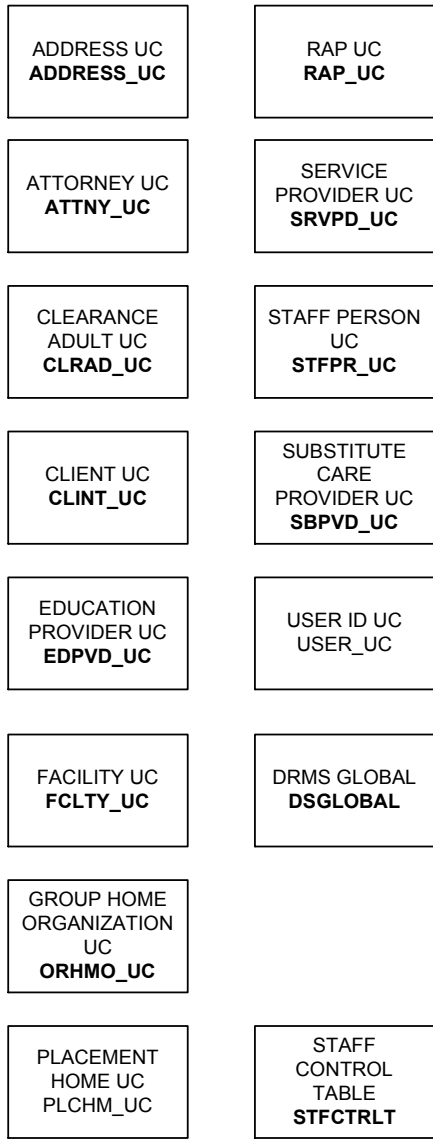 ADDRESS UC
ADDRESS_UC
RAP UC
RAP_UC
ATTORNEY UC
ATTNY_UC
SERVICE
PROVIDER UC
SRVPD_UC
CLEARANCE
ADULT UC
CLRAD_UC
STAFF PERSON
UC
STFPR_UC
CLIENT UC
CLINT_UC
SUBSTITUTE
CARE
PROVIDER UC
SBPVD_UC
EDUCATION
PROVIDER UC
EDPVD_UC
USER ID UC
USER_UC
FACILITY UC
FCLTY_UC
DRMS GLOBAL
DSGLOBAL
GROUP HOME
ORGANIZATION
UC
ORHMO_UC
PLACEMENT
HOME UC
PLCHM_UC
STAFF
CONTROL
TABLE
STFCTRLT